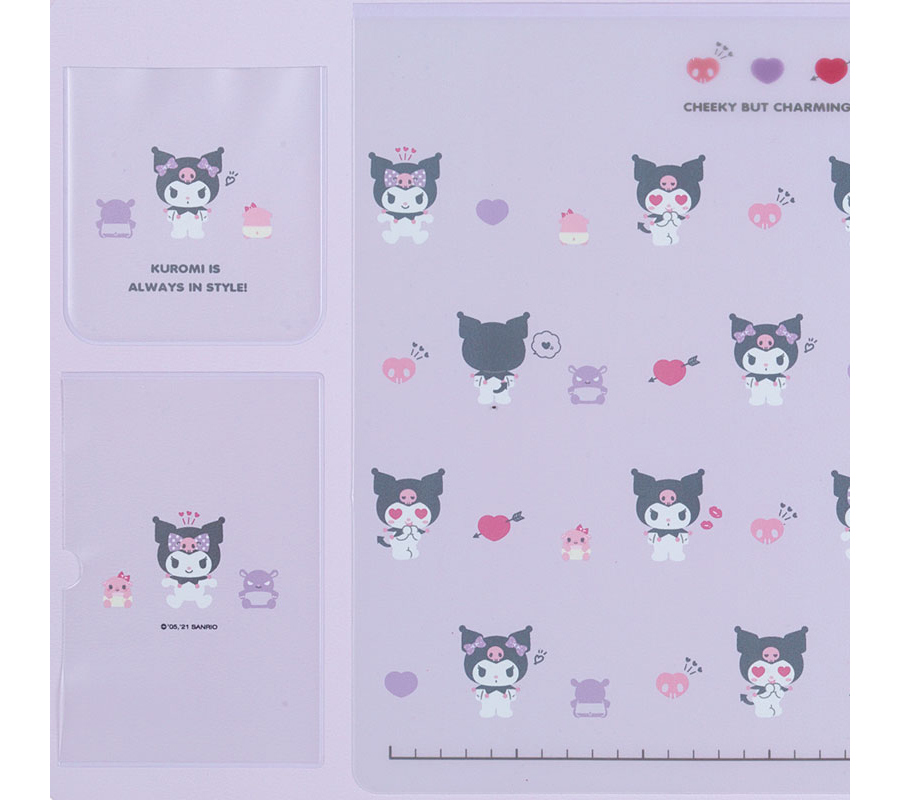 KUROMI IS
ALWAYS IN STYLE!
©'05,'21 SANRIO
CHEEKY BUT CHARMING